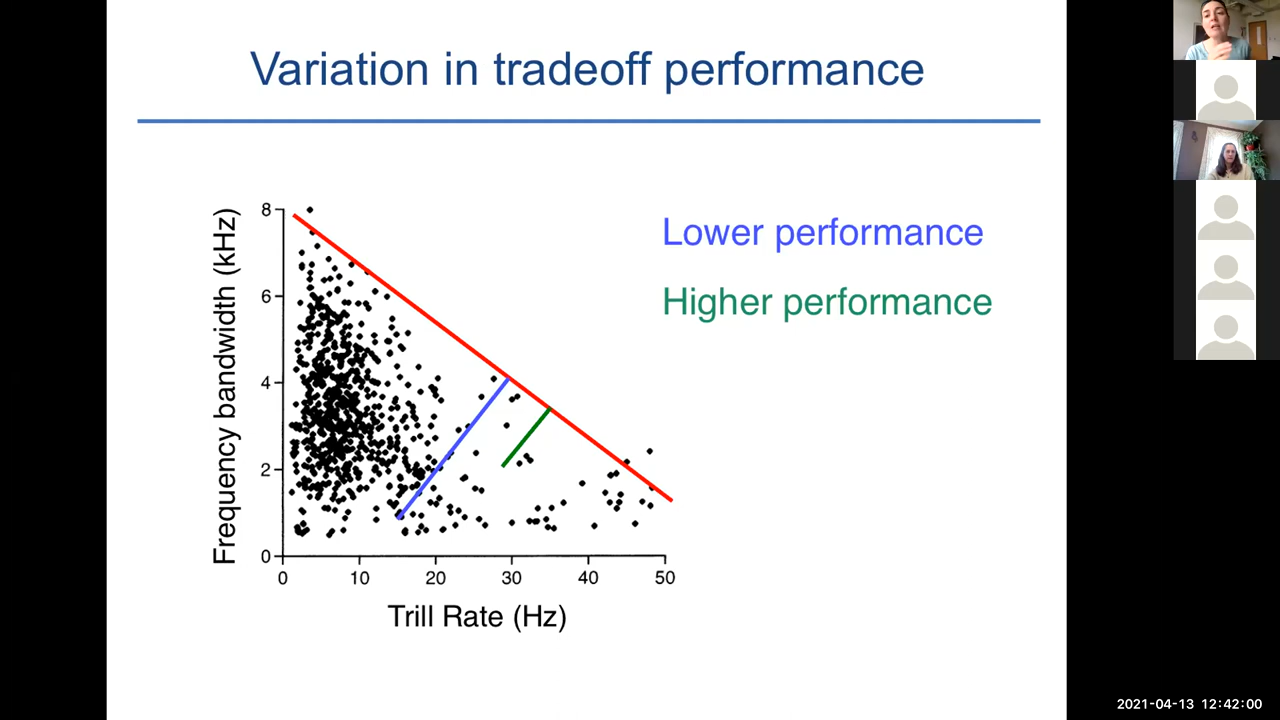 Variation in tradeoff performance
Lower performance
Higher performance
Frequency bandwidth (kHz)
8
6
4
2
0
0 10 20 30 40 50
Trill Rate (Hz)
2021-04-13 12:42:00